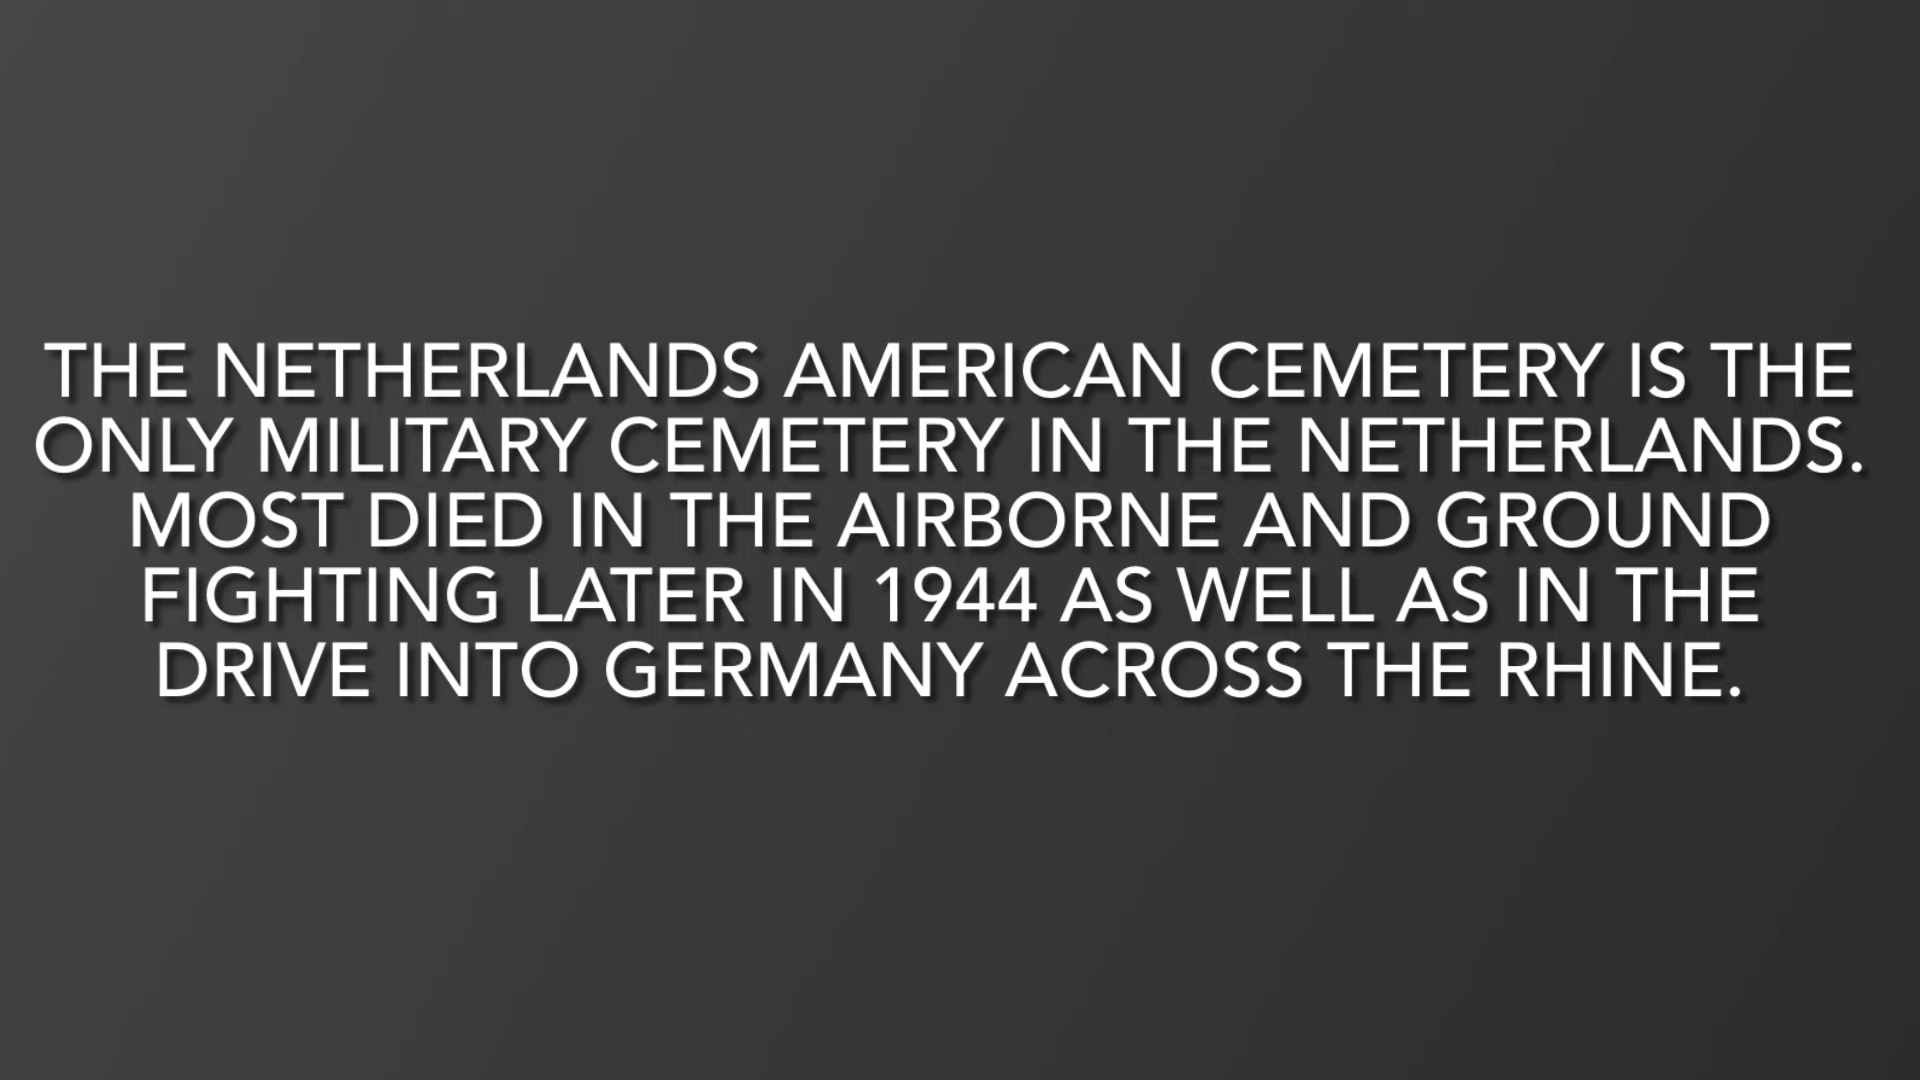 THE NETHERLANDS AMERICAN CEMETERY IS THE
ONLY MILITARY CEMETERY IN THE NETHERLANDS.
MOST DIED IN THE AIRBORNE AND GROUND
FIGHTING LATER IN 1944 AS WELL AS IN THE
DRIVE INTO GERMANY ACROSS THE RHINE.